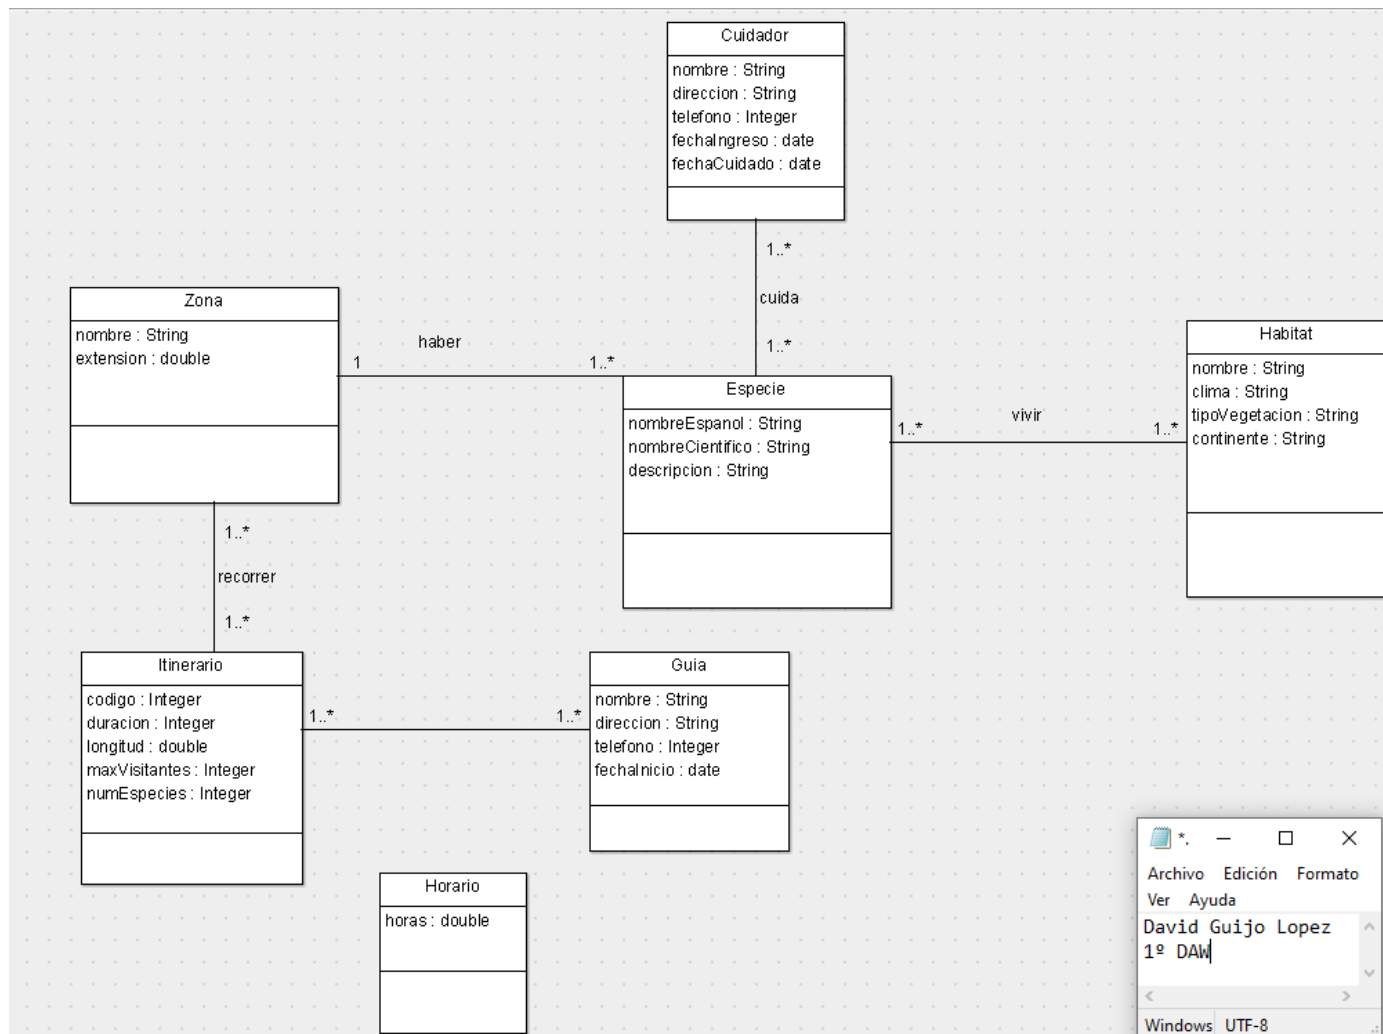 Cuidador
nombre : String
direccion : String
telefono : Integer
fechaIngreso : date
fechaCuidado : date
1..*
cuida
1..*
Zona
nombre : String
extension : double
haber
1
1..*
Especie
nombreEspanol : String
nombreCientifico : String
descripcion : String
1..*
vivir
1..*
Habitat
nombre : String
clima : String
tipoVegetacion : String
continente : String
1..*
recorrer
1..*
Itinerario
codigo : Integer
duracion : Integer
longitud : double
maxVisitantes : Integer
numEspecies : Integer
1..*
1..*
Guia
nombre : String
direccion : String
telefono : Integer
fechaInicio : date
Horario
horas : double
*.
Archivo Edición Formato
Ver Ayuda
David Guijo Lopez
1º DAW
Windows UTF-8